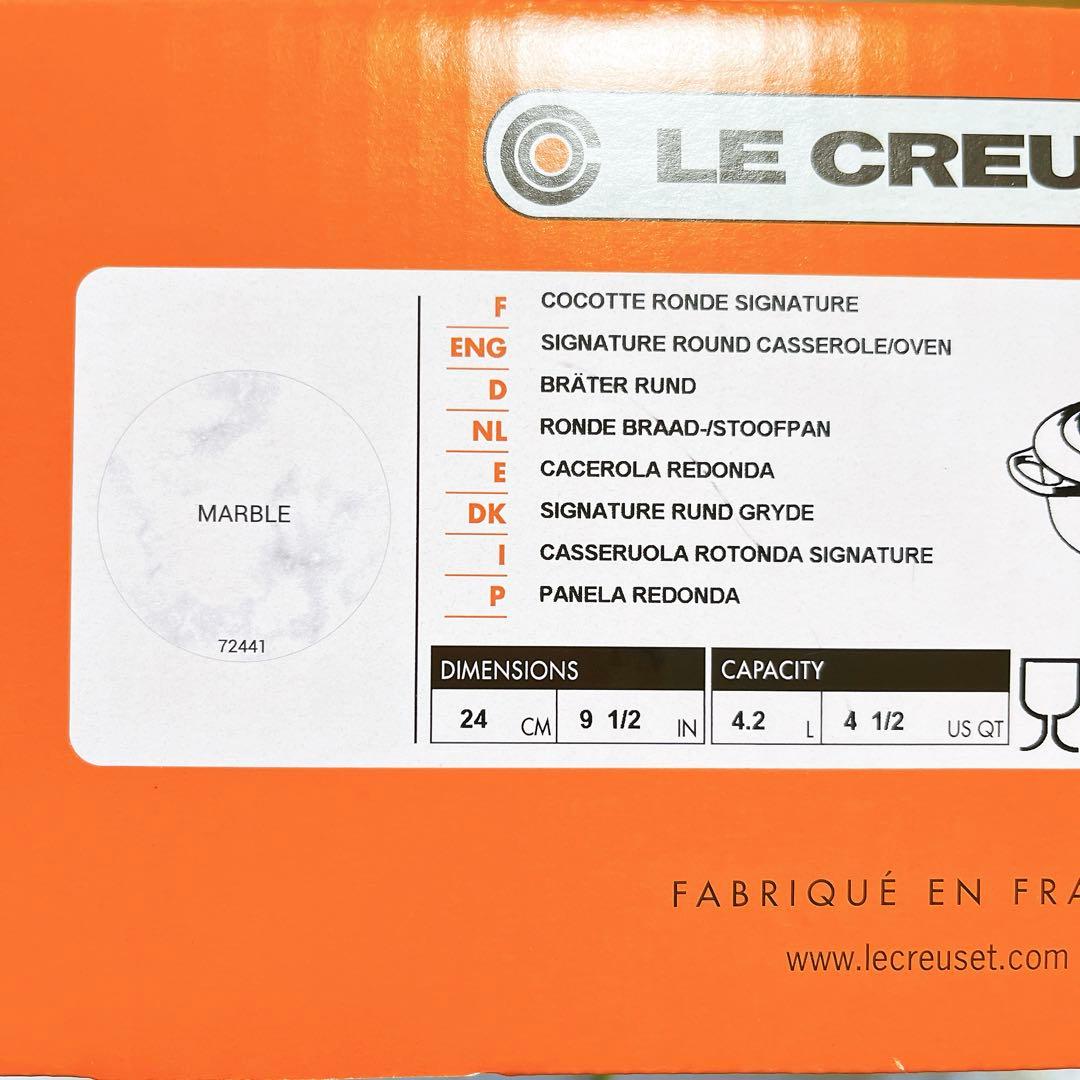 LE CREU
MARBLE
72441
F COCOTTE RONDE SIGNATURE
ENG SIGNATURE ROUND CASSEROLE/OVEN
D BRÄTER RUND
NL RONDE BRAAD-/STOOFPAN
E CACEROLA REDONDA
DK SIGNATURE RUND GRYDE
I CASSERUOLA ROTONDA SIGNATURE
P PANELA REDONDA
DIMENSIONS CAPACITY
24 CM 9 1/2 IN 4.2 L 4 1/2 US QT
FABRIQUÉ EN FRA
www.lecreuset.com